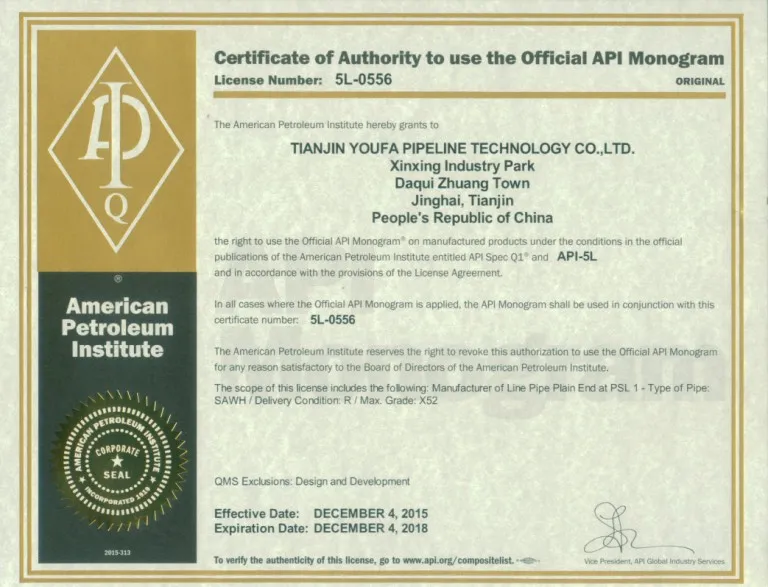 Certificate of Authority to use the Official API Monogram
License Number: 5L-0556
ORIGINAL
The American Petroleum Institute hereby grants to
TIANJIN YOUFA PIPELINE TECHNOLOGY CO.,LTD.
Xinxing Industry Park
Daqui Zhuang Town
Jinghai, Tianjin
People's Republic of China
the right to use the Official API Monogram® on manufactured products under the conditions in the official
publications of the American Petroleum Institute entitled API Spec Q1® and API-5L
and in accordance with the provisions of the License Agreement.
In all cases where the Official API Monogram is applied, the API Monogram shall be used in conjunction with this
certificate number: 5L-0556
The American Petroleum Institute reserves the right to revoke this authorization to use the Official API Monogram
for any reason satisfactory to the Board of Directors of the American Petroleum Institute.
The scope of this license includes the following: Manufacturer of Line Pipe Plain End at PSL 1 - Type of Pipe:
SAWH / Delivery Condition: R / Max. Grade: X52
QMS Exclusions: Design and Development
Effective Date: DECEMBER 4, 2015
Expiration Date: DECEMBER 4, 2018
To verify the authenticity of this license, go to www.api.org/compositelist.
Vice President, API Global Industry Services
API
Q
®
American
Petroleum
Institute
AMERICAN PETROLEUM INSTITUTE
CORPORATE
SEAL
INCORPORATED 1919
2015-313